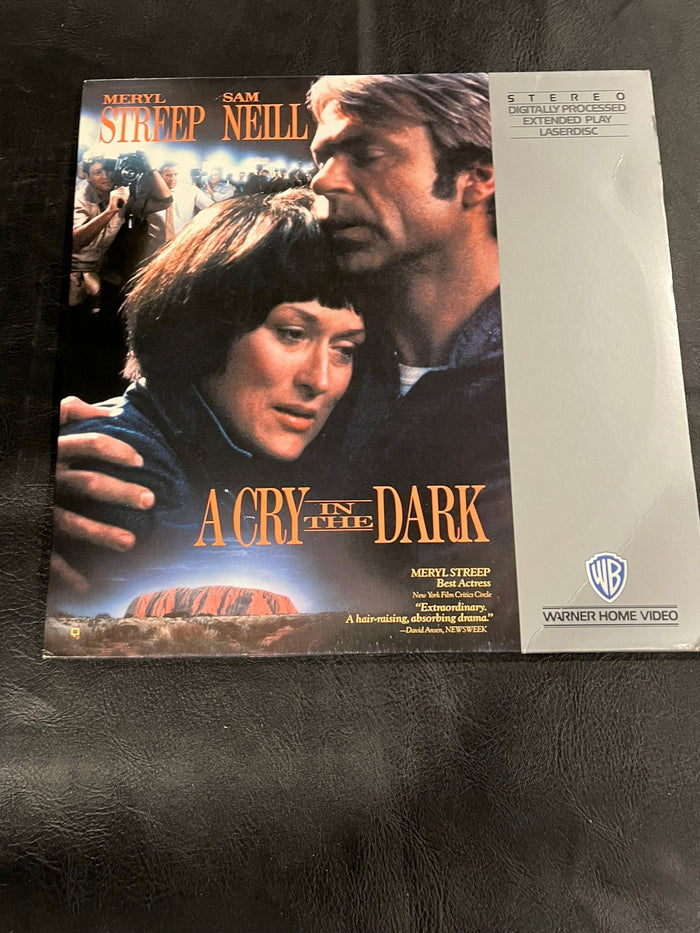 MERYL STREEP
SAM NEILL
STEREO
DIGITALLY PROCESSED
EXTENDED PLAY
LASERDISC
A CRY IN THE DARK
MERYL STREEP
Best Actress
New York Film Critics Circle
"Extraordinary.
A hair-raising, absorbing drama."
—David Ansen, NEWSWEEK
WB
WARNER HOME VIDEO